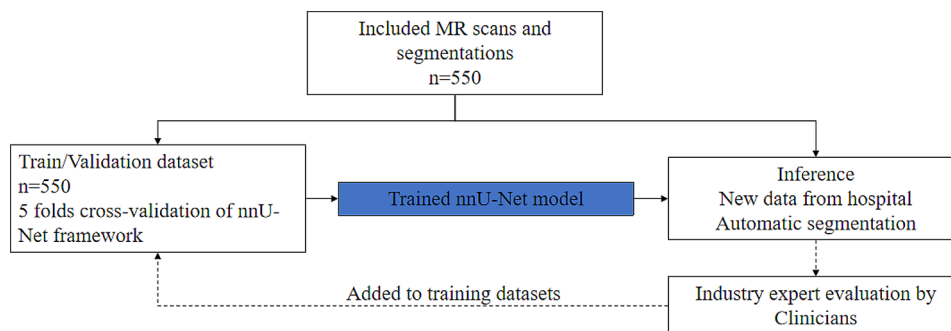 Included MR scans and
segmentations
n=550
Train/Validation dataset
n=550
5 folds cross-validation of nnU-
Net framework
Trained nnU-Net model
Inference
New data from hospital
Automatic segmentation
Added to training datasets
Industry expert evaluation by
Clinicians